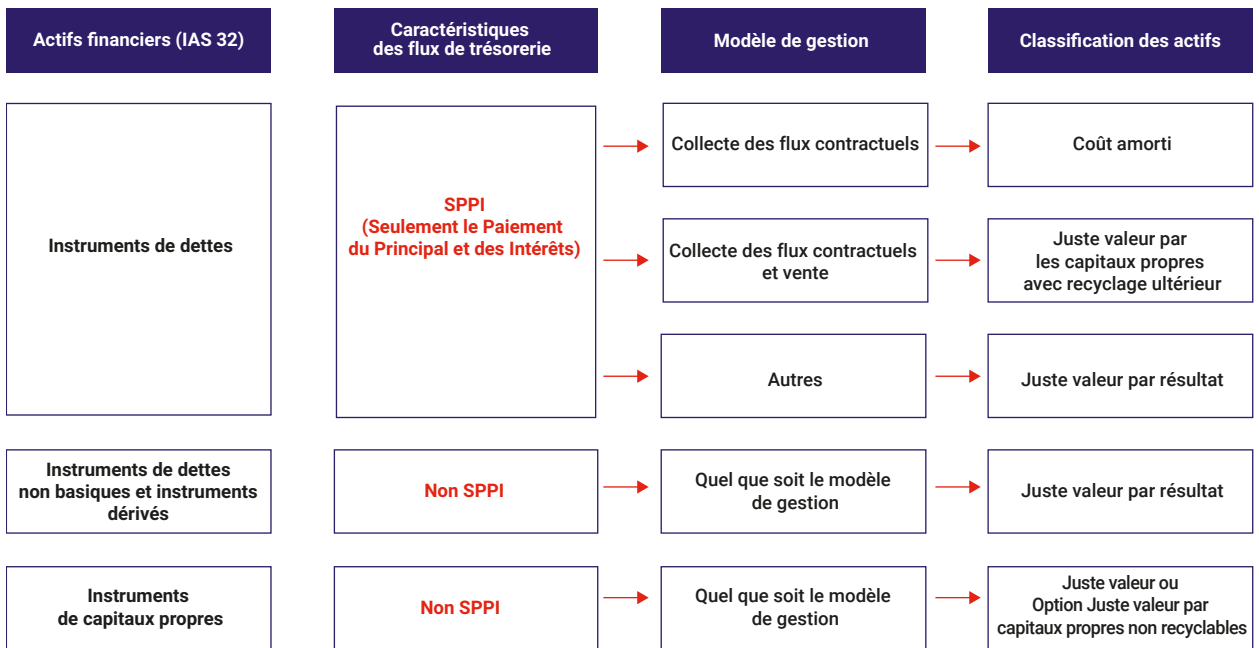 Actifs financiers (IAS 32)
Caractéristiques
des flux de trésorerie
Modèle de gestion
Classification des actifs
Instruments de dettes
SPPI
(Seulement le Paiement
du Principal et des Intérêts)
Collecte des flux contractuels
Coût amorti
Collecte des flux contractuels
et vente
Juste valeur par
les capitaux propres
avec recyclage ultérieur
Autres
Juste valeur par résultat
Instruments de dettes
non basiques et instruments
dérivés
Non SPPI
Quel que soit le modèle
de gestion
Juste valeur par résultat
Instruments
de capitaux propres
Non SPPI
Quel que soit le modèle
de gestion
Juste valeur ou
Option Juste valeur par
capitaux propres non recyclables